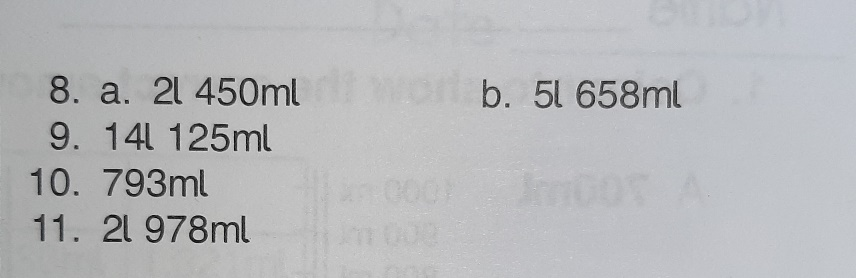 8. a. 2l 450ml b. 5l 658ml
9. 14l 125ml
10. 793ml
11. 2l 978ml